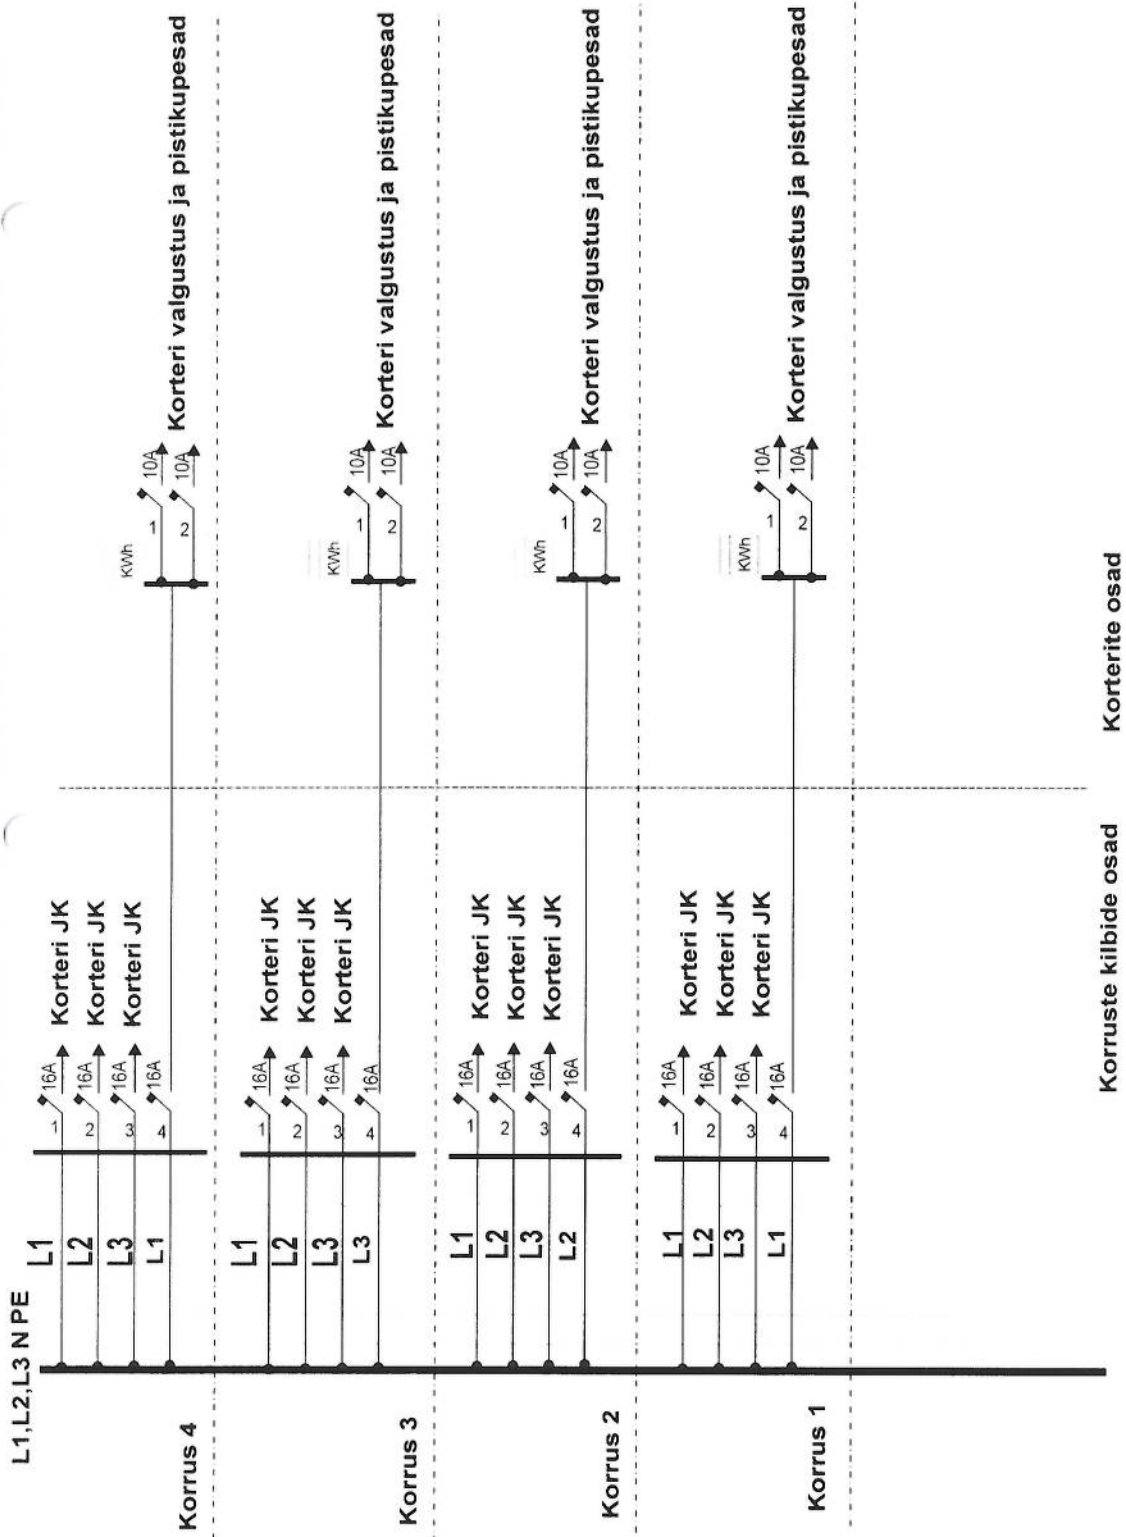 L1,L2,L3 N PE
Korrus 4
L1
L2
L3
L1
1
2
3
4
16A
16A
16A
16A
Korteri JK
Korteri JK
Korteri JK
KWh
1
2
10A
10A
Korteri valgustus ja pistikupesad
Korrus 3
L1
L2
L3
L3
1
2
3
4
16A
16A
16A
16A
Korteri JK
Korteri JK
Korteri JK
KWh
1
2
10A
10A
Korteri valgustus ja pistikupesad
Korrus 2
L1
L2
L3
L2
1
2
3
4
16A
16A
16A
16A
Korteri JK
Korteri JK
Korteri JK
KWh
1
2
10A
10A
Korteri valgustus ja pistikupesad
Korrus 1
L1
L2
L3
L1
1
2
3
4
16A
16A
16A
16A
Korteri JK
Korteri JK
Korteri JK
KWh
1
2
10A
10A
Korteri valgustus ja pistikupesad
Korruste kilbide osad
Korterite osad